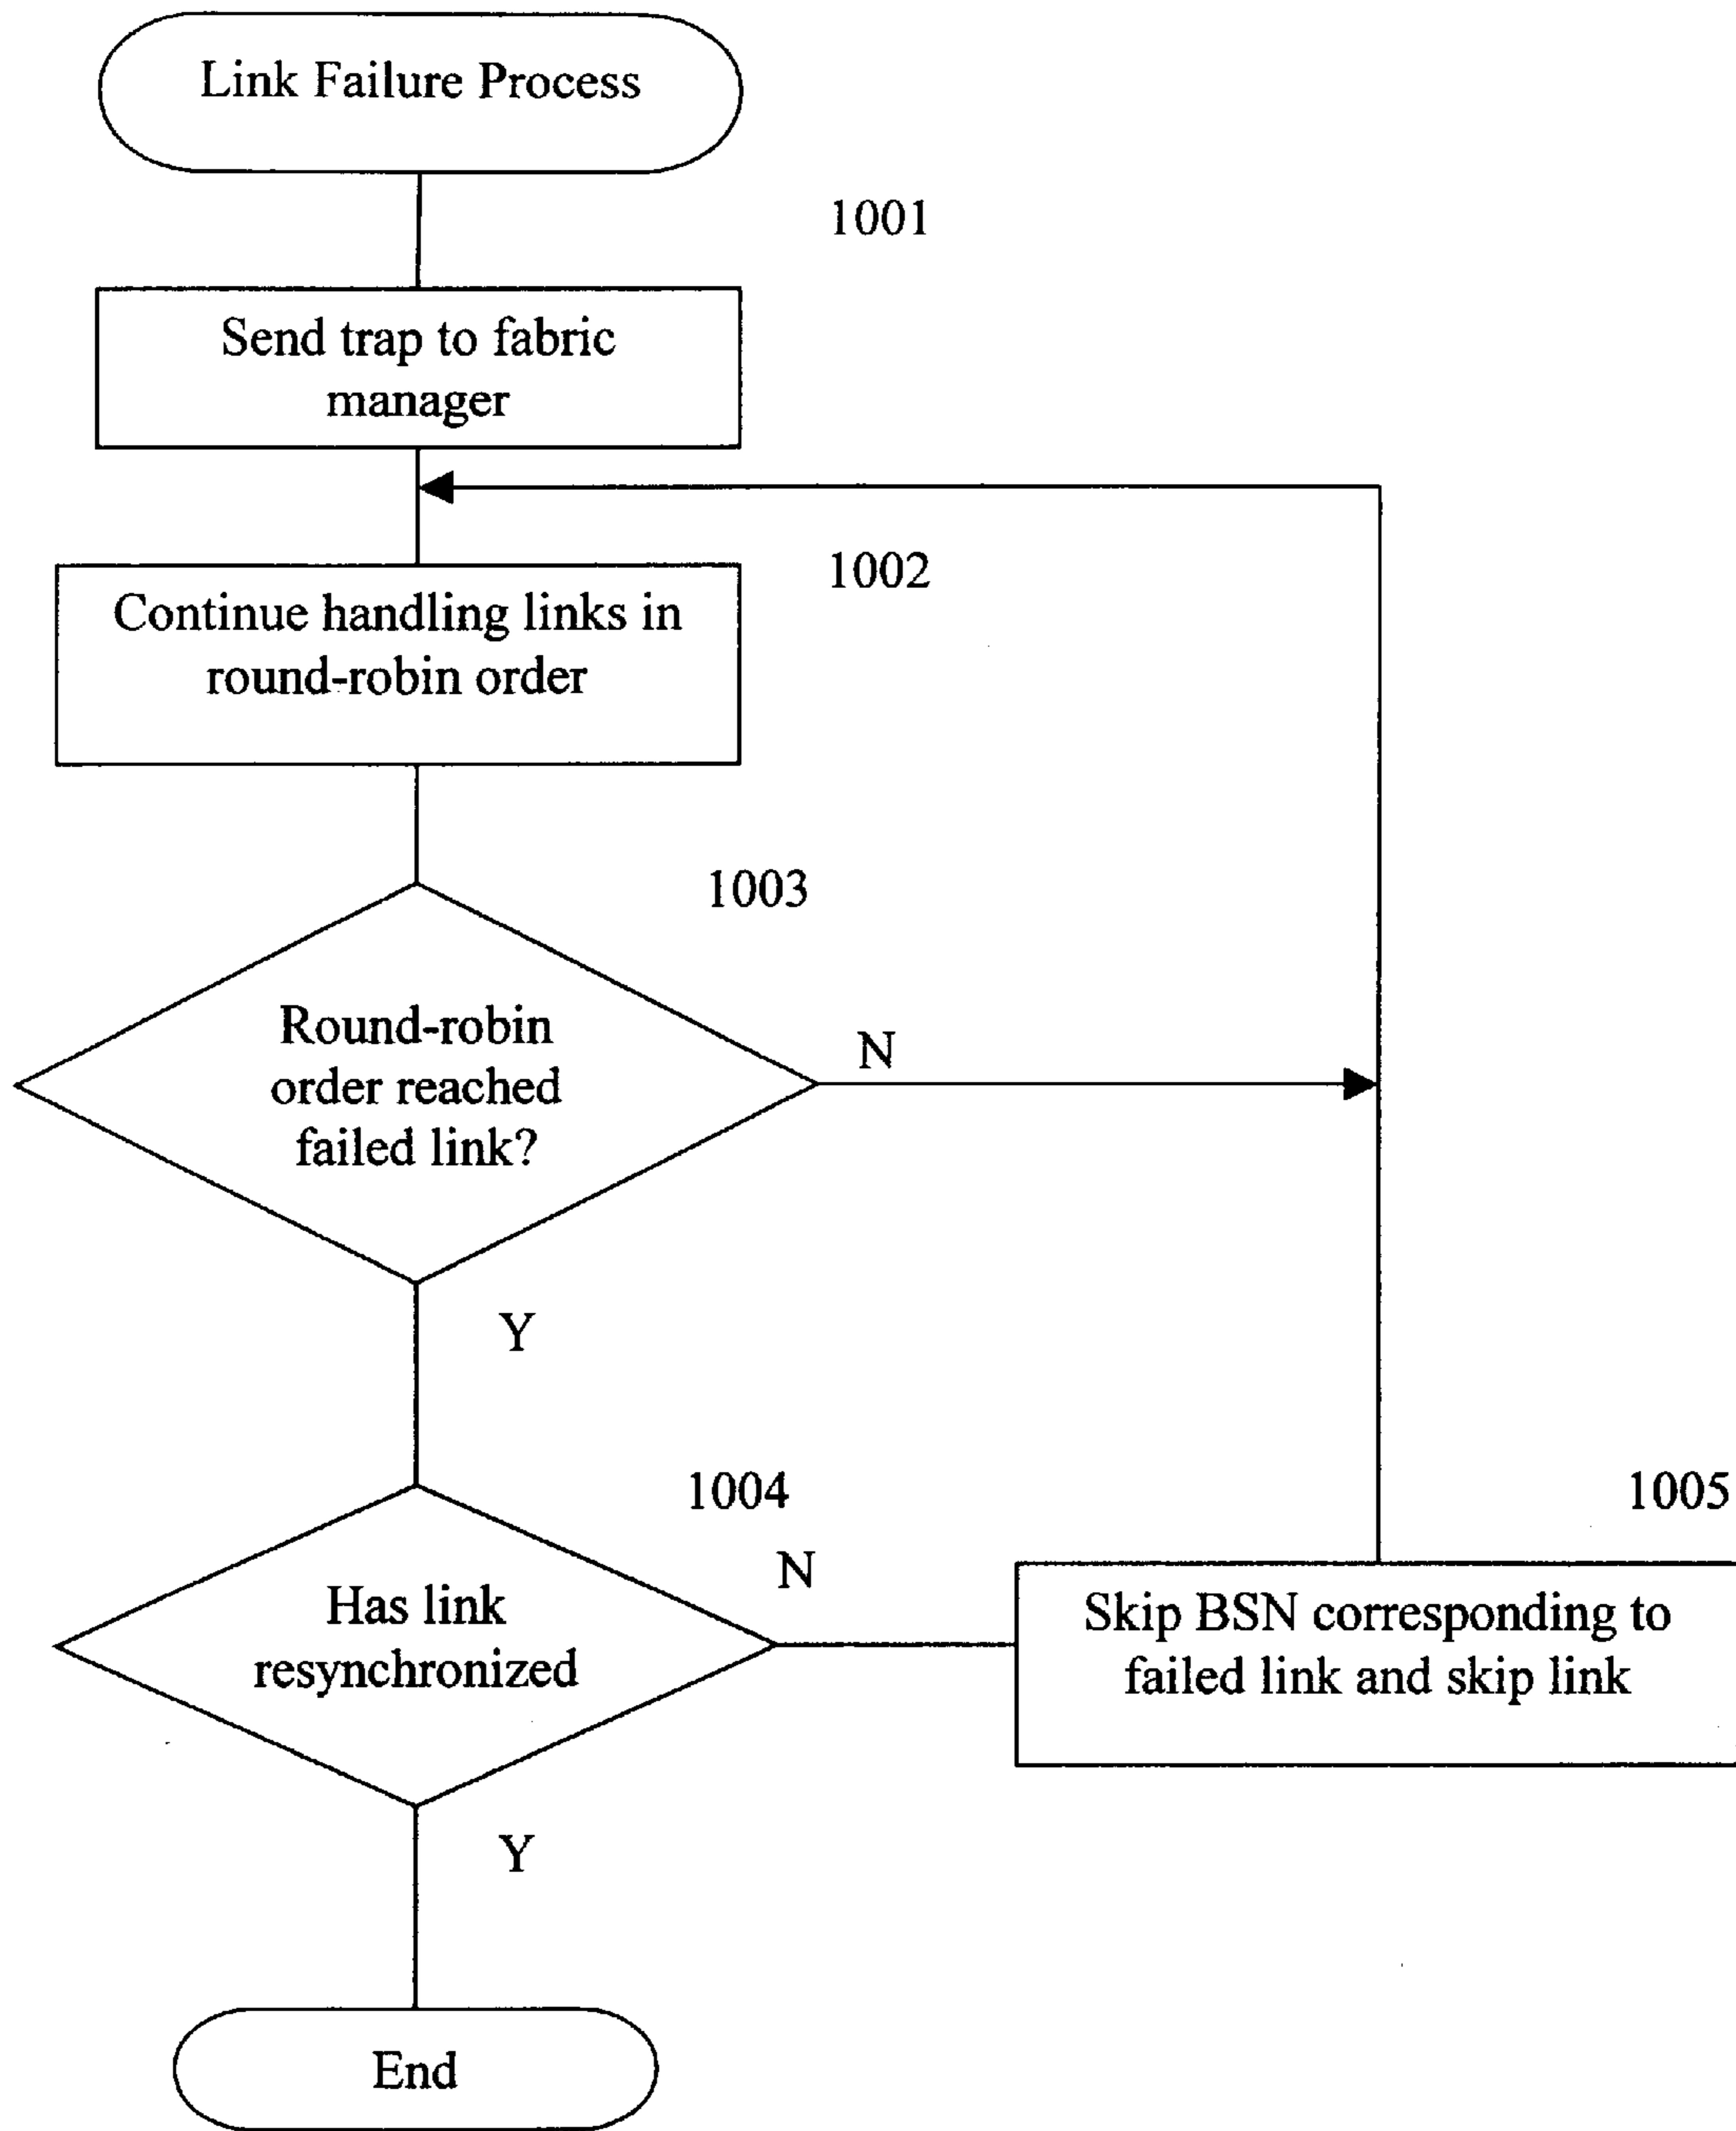 Link Failure Process
1001
Send trap to fabric
manager
1002
Continue handling links in
round-robin order
1003
Round-robin
order reached
failed link?
N
Y
1004
1005
Has link
resynchronized
N
Skip BSN corresponding to
failed link and skip link
Y
End